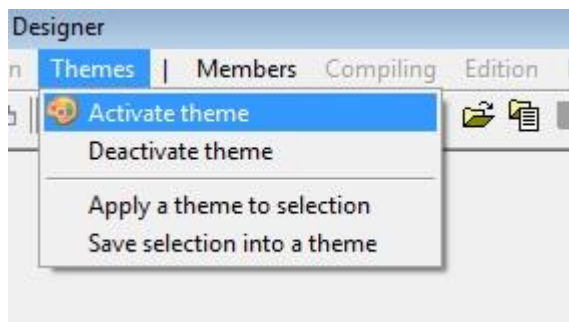 Designer
Themes | Members Compiling Edition
Activate theme
Deactivate theme
Apply a theme to selection
Save selection into a theme